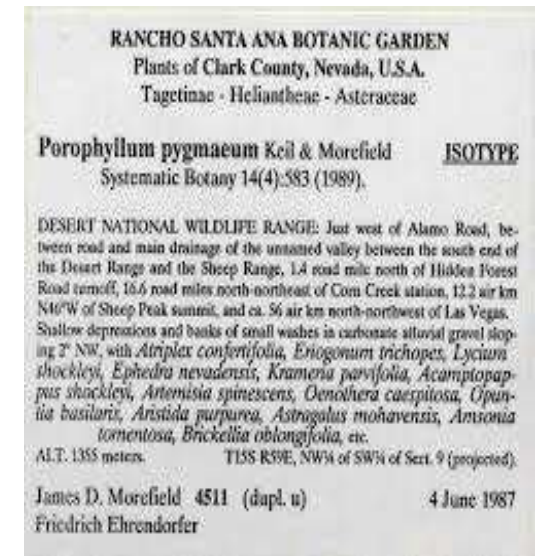 RANCHO SANTA ANA BOTANIC GARDEN
Plants of Clark County, Nevada, U.S.A.
Tagetinae - Heliantheae - Asteraceae
Porophyllum pygmaeum Keil & Morefield ISOTYPE
Systematic Botany 14(4):583 (1989).
DESERT NATIONAL WILDLIFE RANGE: Just west of Alamo Road, be-
tween road and main drainage of the unnamed valley between the south end of
the Desert Range and the Sheep Range, 1.4 road mile north of Hidden Forest
Road turnoff, 16.6 road miles north-northeast of Corn Creek station, 12.2 air km
N46°W of Sheep Peak summit, and ca. 56 air km north-northwest of Las Vegas.
Shallow depressions and banks of small washes in carbonate alluvial gravel slop-
ing 2° NW, with Atriplex confertifolia, Eriogonum trichopes, Lycium
shockleyi, Ephedra nevadensis, Krameria parvifolia, Acamptopap-
pus shockleyi, Artemisia spinescens, Oenothera caespitosa, Opun-
tia basilaris, Aristida purpurea, Astragalus mohavensis, Amsonia
tomentosa, Brickellia oblongifolia, etc.
ALT. 1355 meters. T15S R59E, NW¼ of SW¼ of Sect. 9 (projected).
James D. Morefield 4511 (dupl. u) 4 June 1987
Friedrich Ehrendorfer